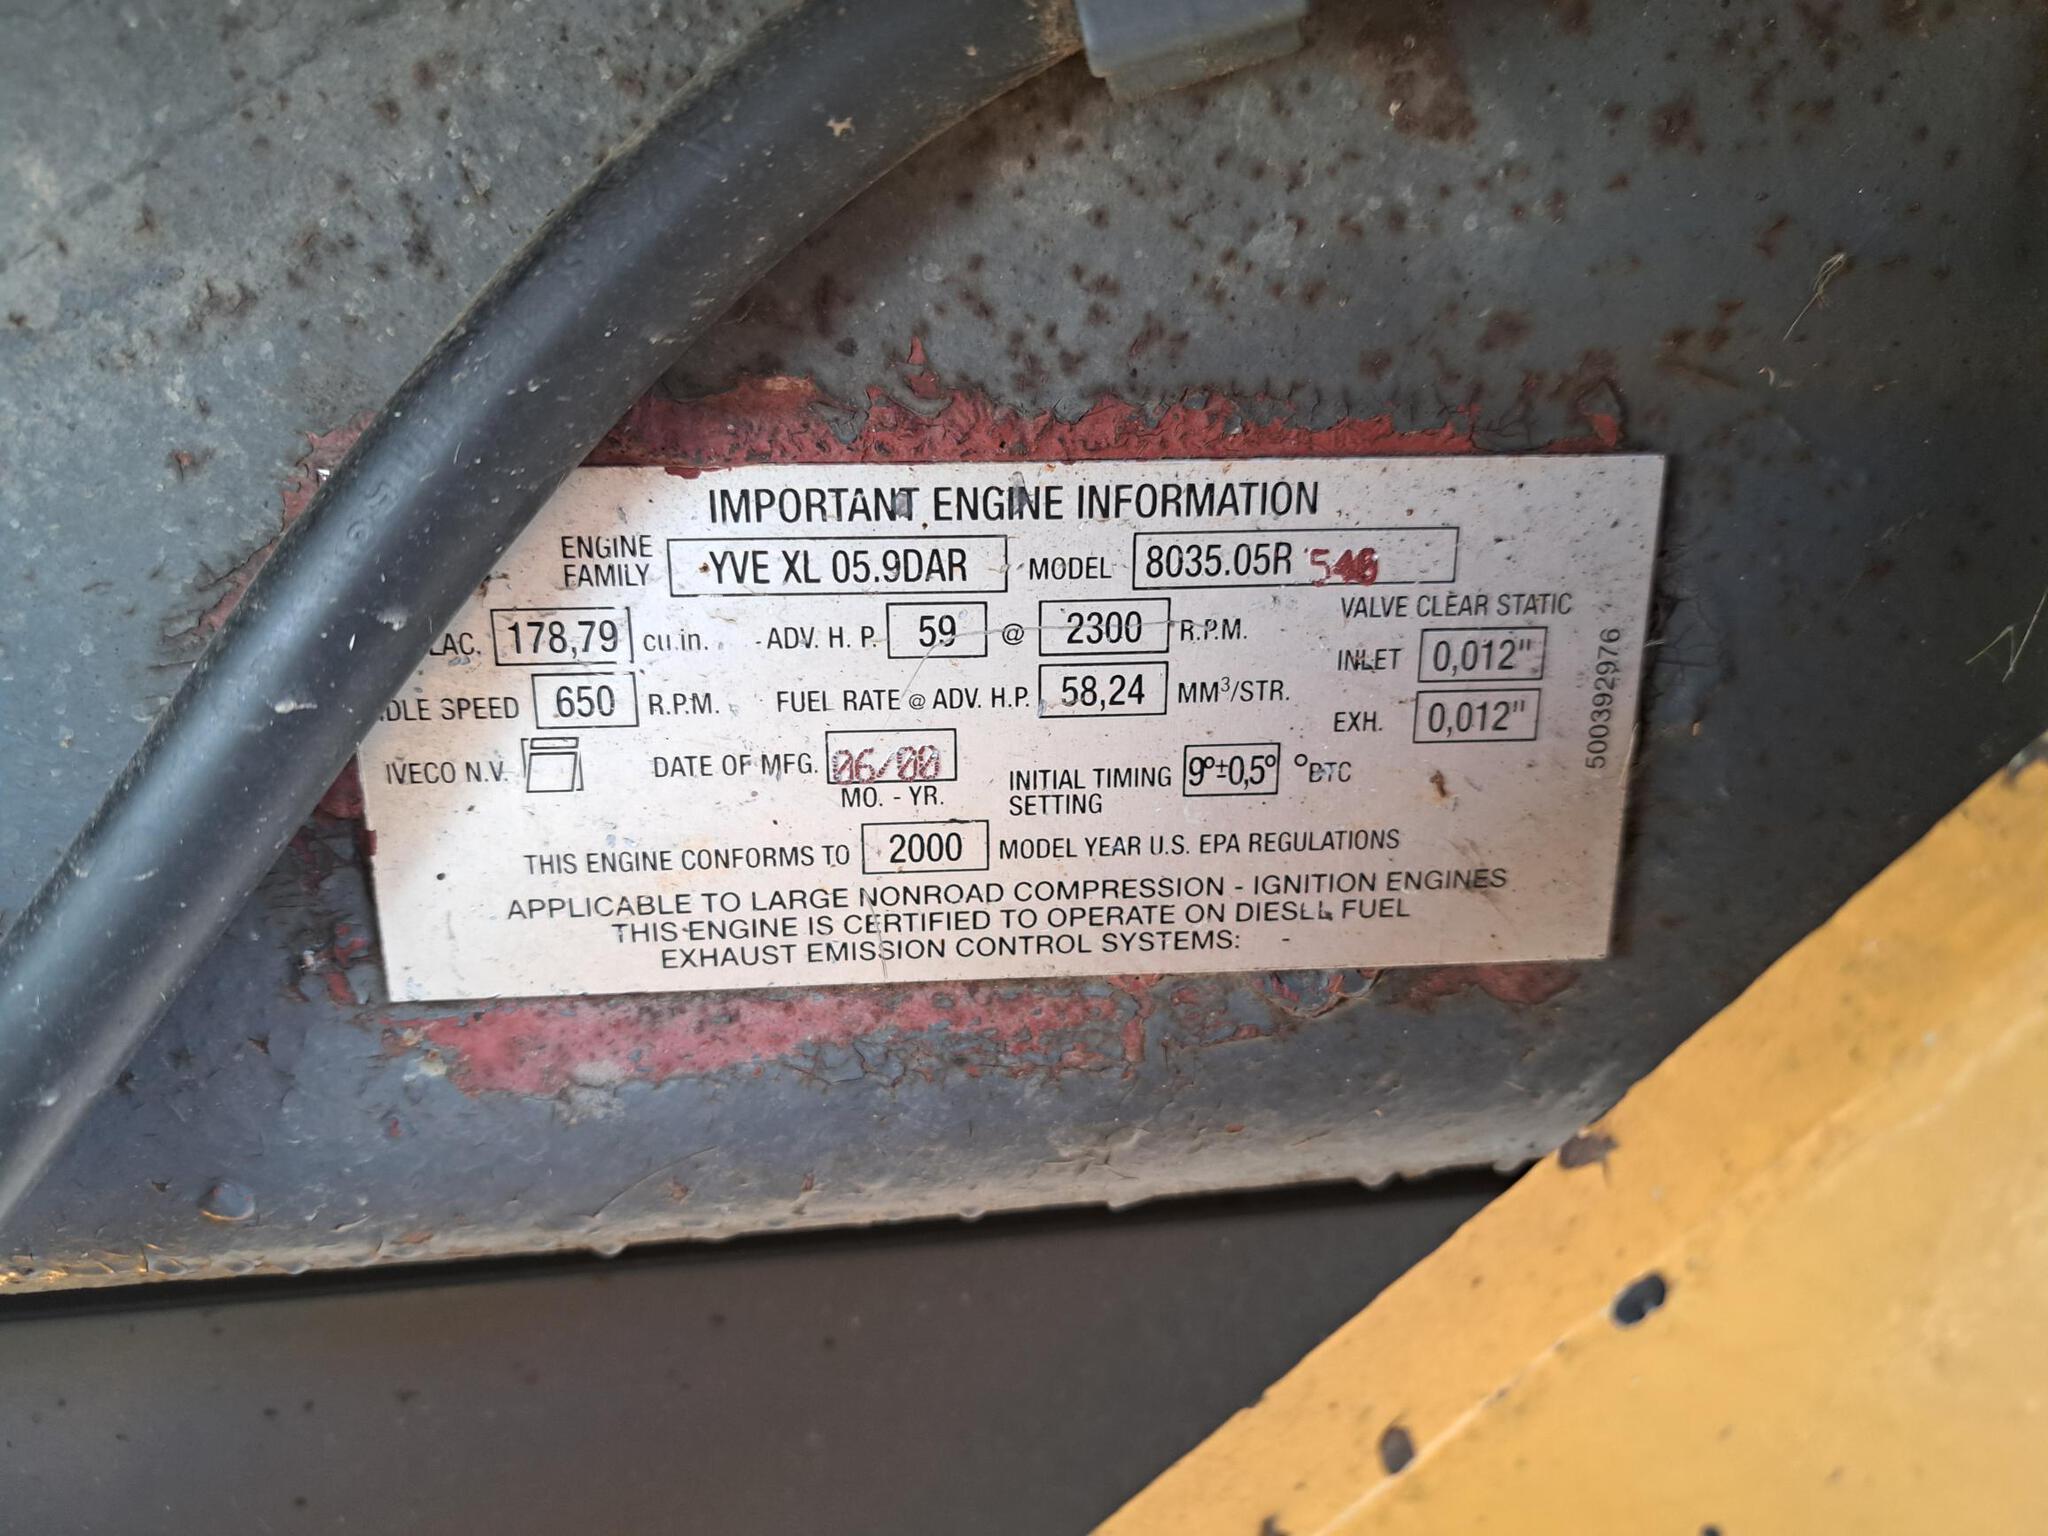 IMPORTANT ENGINE INFORMATION
ENGINE FAMILY YVE XL 05.9DAR MODEL 8035.05R
VALVE CLEAR STATIC
LAC. 178,79 cu.in. ADV. H. P. 59 @ 2300 R.P.M.
INLET 0,012"
IDLE SPEED 650 R.P.M. FUEL RATE @ ADV. H.P. 58,24 MM³/STR.
EXH. 0,012"
IVECO N.V. DATE OF MFG. 06/00
MO. - YR.
INITIAL TIMING SETTING 9°±0,5° °BTC
THIS ENGINE CONFORMS TO 2000 MODEL YEAR U.S. EPA REGULATIONS
APPLICABLE TO LARGE NONROAD COMPRESSION - IGNITION ENGINES
THIS ENGINE IS CERTIFIED TO OPERATE ON DIESEL FUEL
EXHAUST EMISSION CONTROL SYSTEMS: -
500392976